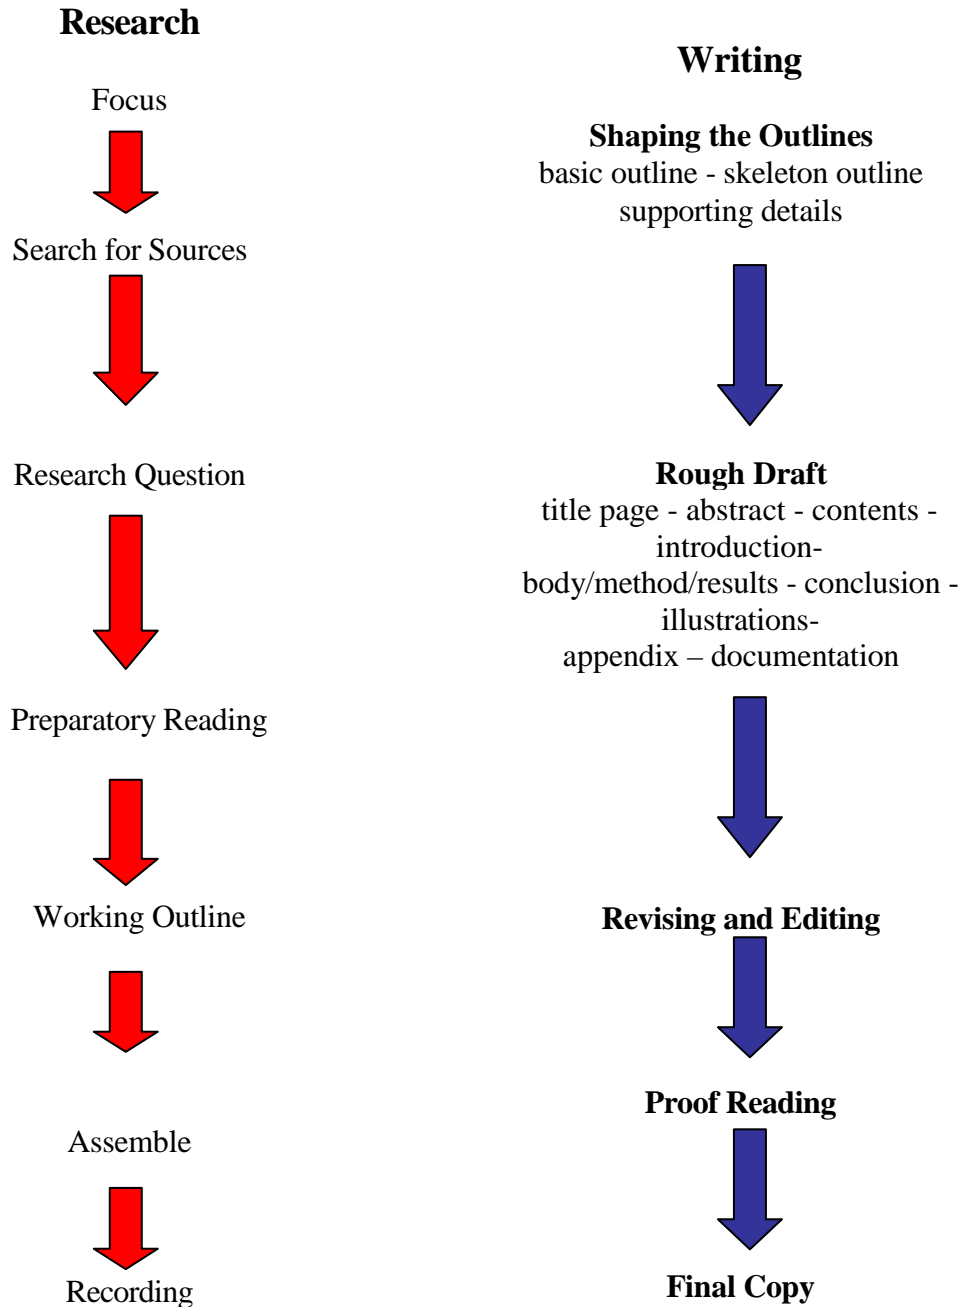 Research
Focus
Search for Sources
Research Question
Preparatory Reading
Working Outline
Assemble
Recording
Writing
Shaping the Outlines
basic outline - skeleton outline
supporting details
Rough Draft
title page - abstract - contents -
introduction-
body/method/results - conclusion -
illustrations-
appendix – documentation
Revising and Editing
Proof Reading
Final Copy